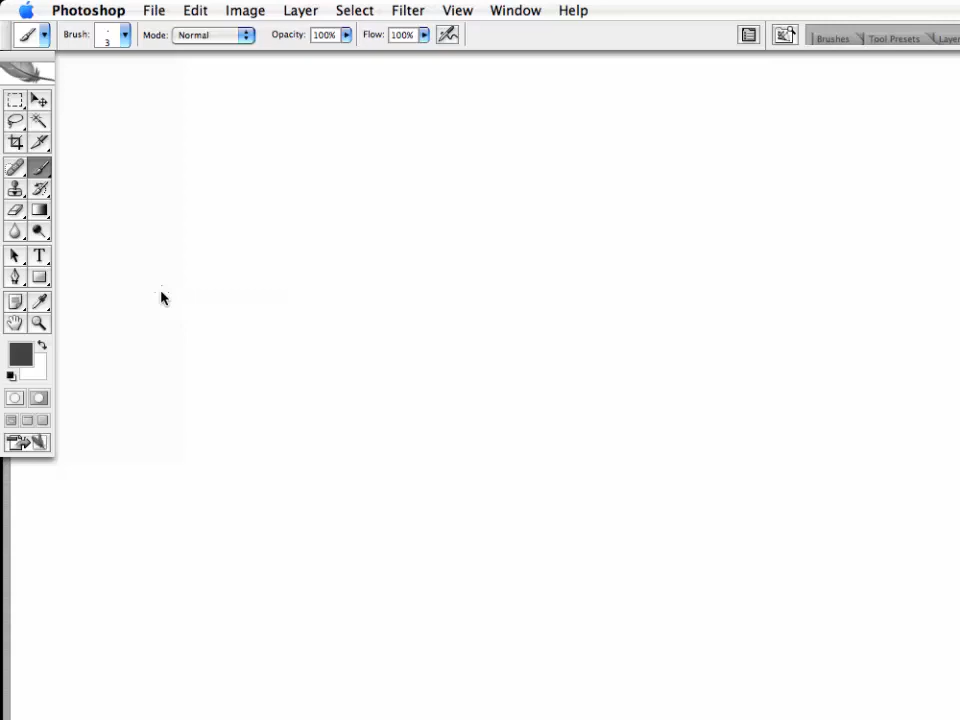 Photoshop File Edit Image Layer Select Filter View Window Help
Brush: 3 Mode: Normal Opacity: 100% Flow: 100% Brushes Tool Presets Layer
T